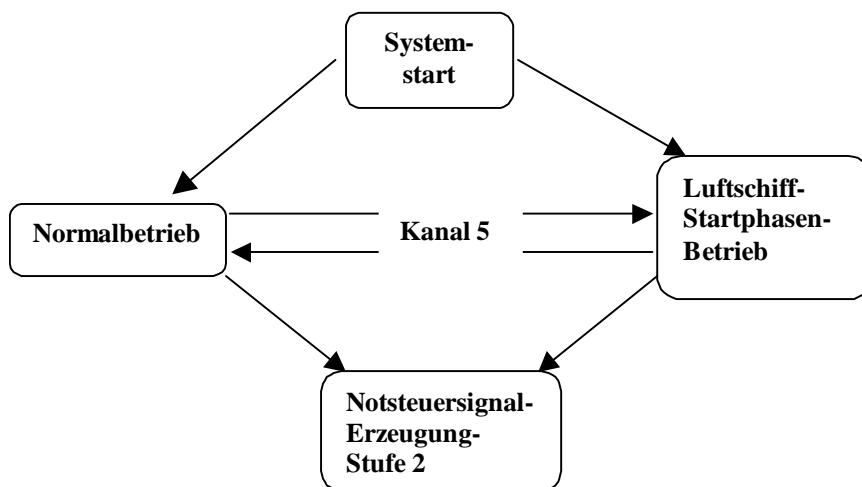 System-
start
Normalbetrieb
Kanal 5
Luftschiff-
Startphasen-
Betrieb
Notsteuersignal-
Erzeugung-
Stufe 2